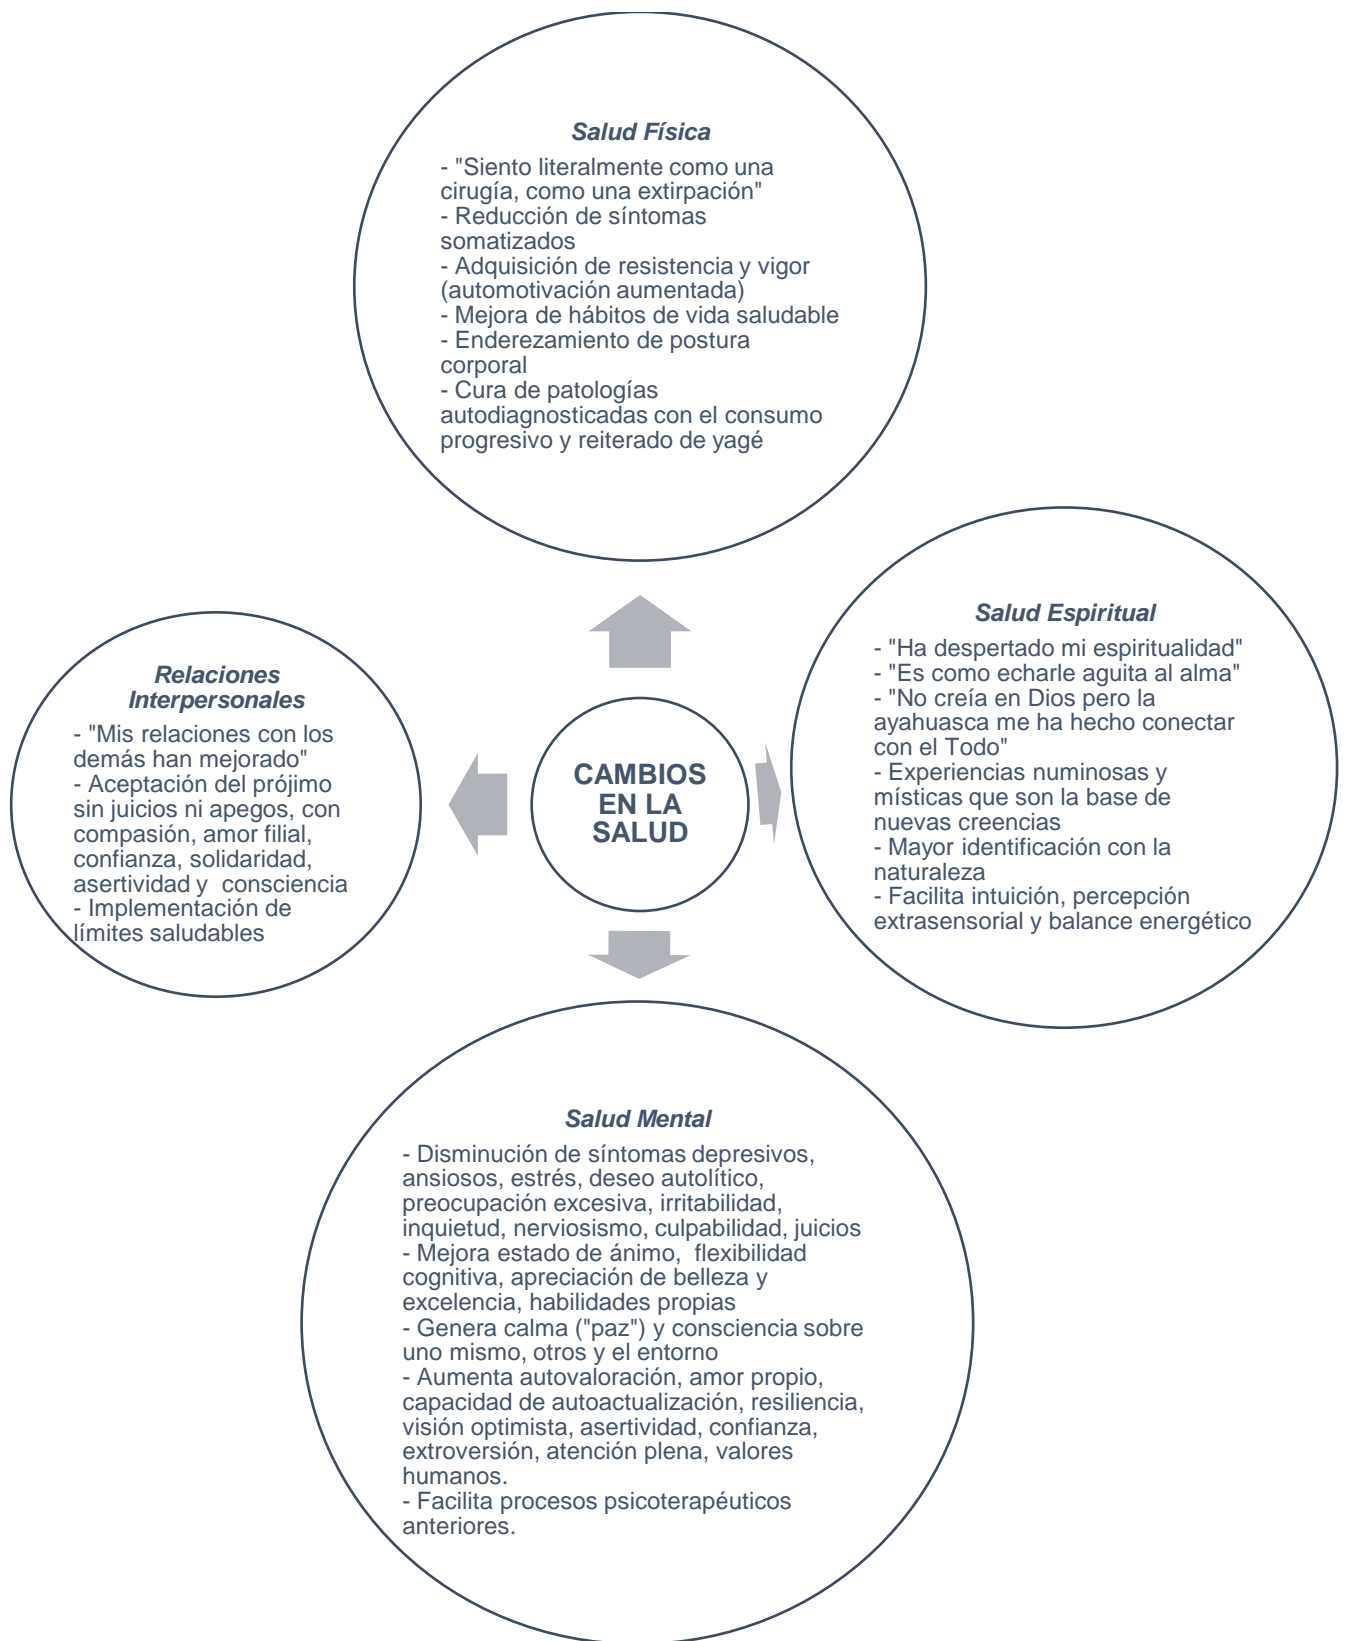 Salud Física
- "Siento literalmente como una
cirugía, como una extirpación"
- Reducción de síntomas
somatizados
- Adquisición de resistencia y vigor
(automotivación aumentada)
- Mejora de hábitos de vida saludable
- Enderezamiento de postura
corporal
- Cura de patologías
autodiagnosticadas con el consumo
progresivo y reiterado de yagé
Salud Espiritual
- "Ha despertado mi espiritualidad"
- "Es como echarle aguita al alma"
- "No creía en Dios pero la
ayahuasca me ha hecho conectar
con el Todo"
- Experiencias numinosas y
místicas que son la base de
nuevas creencias
- Mayor identificación con la
naturaleza
- Facilita intuición, percepción
extrasensorial y balance energético
Relaciones
Interpersonales
- "Mis relaciones con los
demás han mejorado"
- Aceptación del prójimo
sin juicios ni apegos, con
compasión, amor filial,
confianza, solidaridad,
asertividad y  consciencia
- Implementación de
límites saludables
CAMBIOS
EN LA
SALUD
Salud Mental
- Disminución de síntomas depresivos,
ansiosos, estrés, deseo autolítico,
preocupación excesiva, irritabilidad,
inquietud, nerviosismo, culpabilidad, juicios
- Mejora estado de ánimo,  flexibilidad
cognitiva, apreciación de belleza y
excelencia, habilidades propias
- Genera calma ("paz") y consciencia sobre
uno mismo, otros y el entorno
- Aumenta autovaloración, amor propio,
capacidad de autoactualización, resiliencia,
visión optimista, asertividad, confianza,
extroversión, atención plena, valores
humanos.
- Facilita procesos psicoterapéuticos
anteriores.